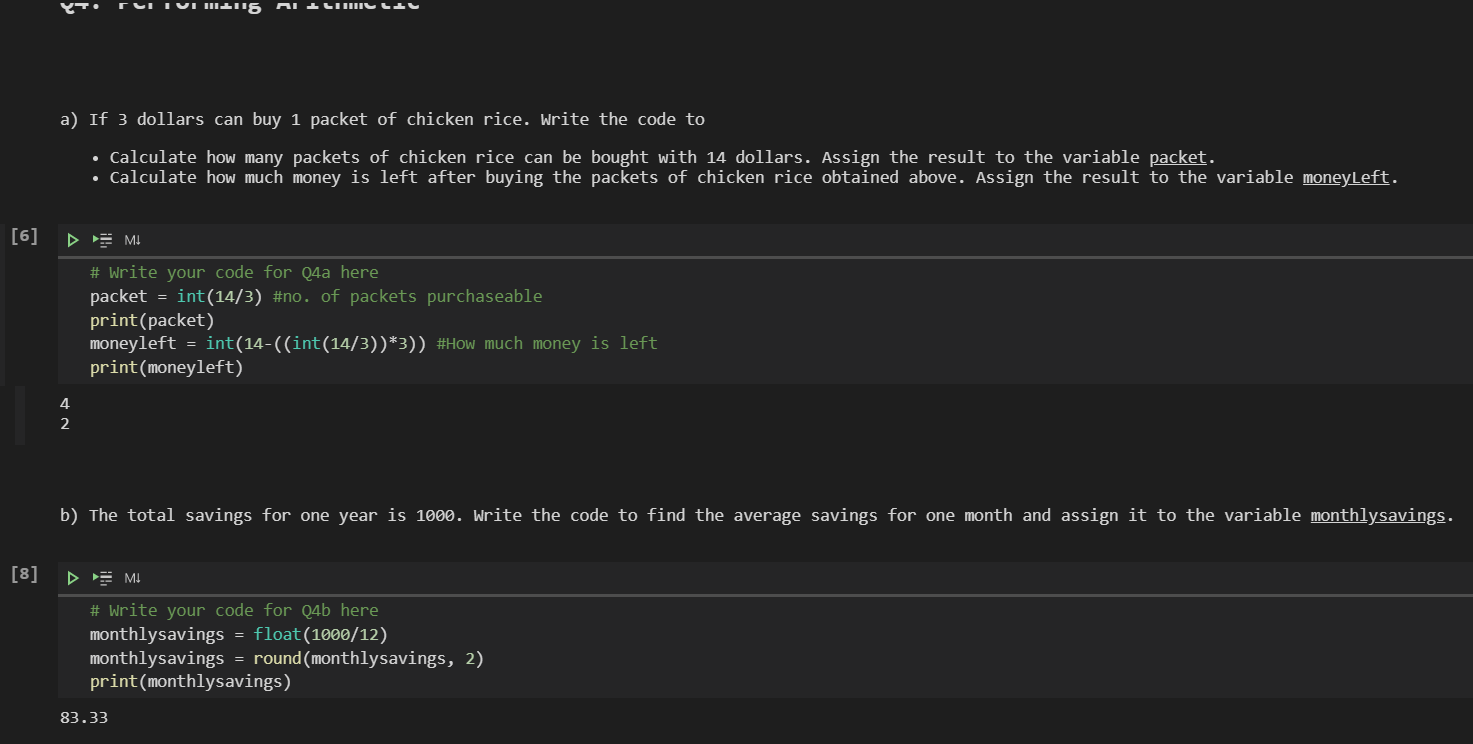 Q4: Performing Arithmetic
a) If 3 dollars can buy 1 packet of chicken rice. Write the code to
• Calculate how many packets of chicken rice can be bought with 14 dollars. Assign the result to the variable packet.
• Calculate how much money is left after buying the packets of chicken rice obtained above. Assign the result to the variable moneyLeft.
[6]
M↓
# Write your code for Q4a here
packet = int(14/3) #no. of packets purchaseable
print(packet)
moneyleft = int(14-((int(14/3))*3)) #How much money is left
print(moneyleft)
4
2
b) The total savings for one year is 1000. Write the code to find the average savings for one month and assign it to the variable monthlysavings.
[8]
M↓
# Write your code for Q4b here
monthlysavings = float(1000/12)
monthlysavings = round(monthlysavings, 2)
print(monthlysavings)
83.33